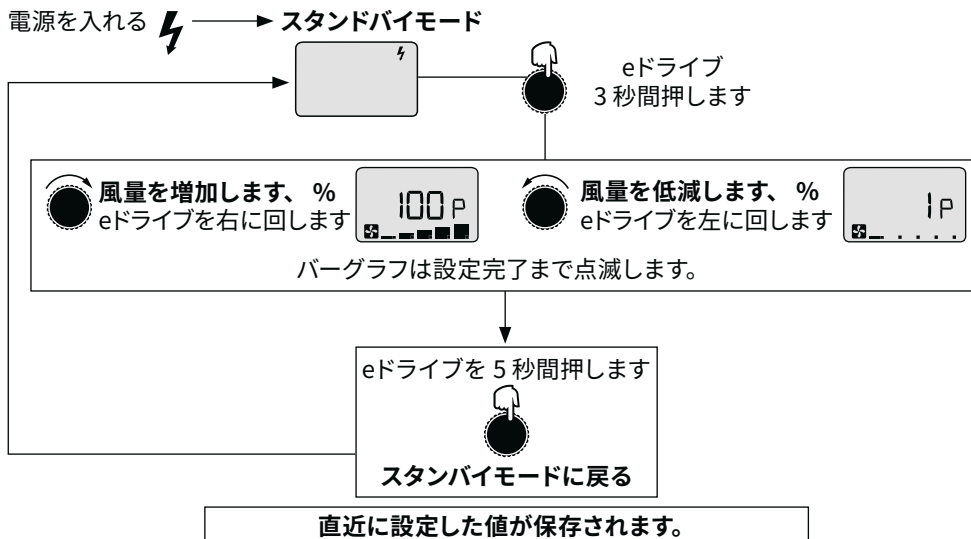 電源を入れる スタンドバイモード
eドライブ
3 秒間押します
風量を増加します、 %
eドライブを右に回します
100 P
風量を低減します、 %
eドライブを左に回します
1 P
バーグラフは設定完了まで点滅します。
eドライブを 5 秒間押します
スタンバイモードに戻る
直近に設定した値が保存されます。